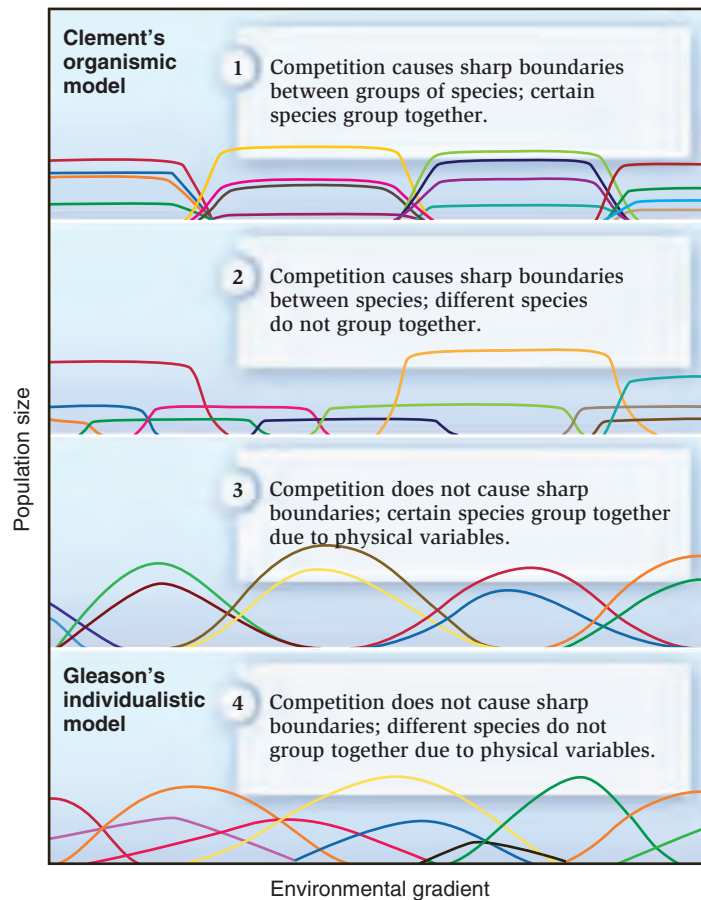 Clement's
organismic
model
1 Competition causes sharp boundaries
between groups of species; certain
species group together.
2 Competition causes sharp boundaries
between species; different species
do not group together.
Population size
3 Competition does not cause sharp
boundaries; certain species group together
due to physical variables.
Gleason's
individualistic
model
4 Competition does not cause sharp
boundaries; different species do not
group together due to physical variables.
Environmental gradient